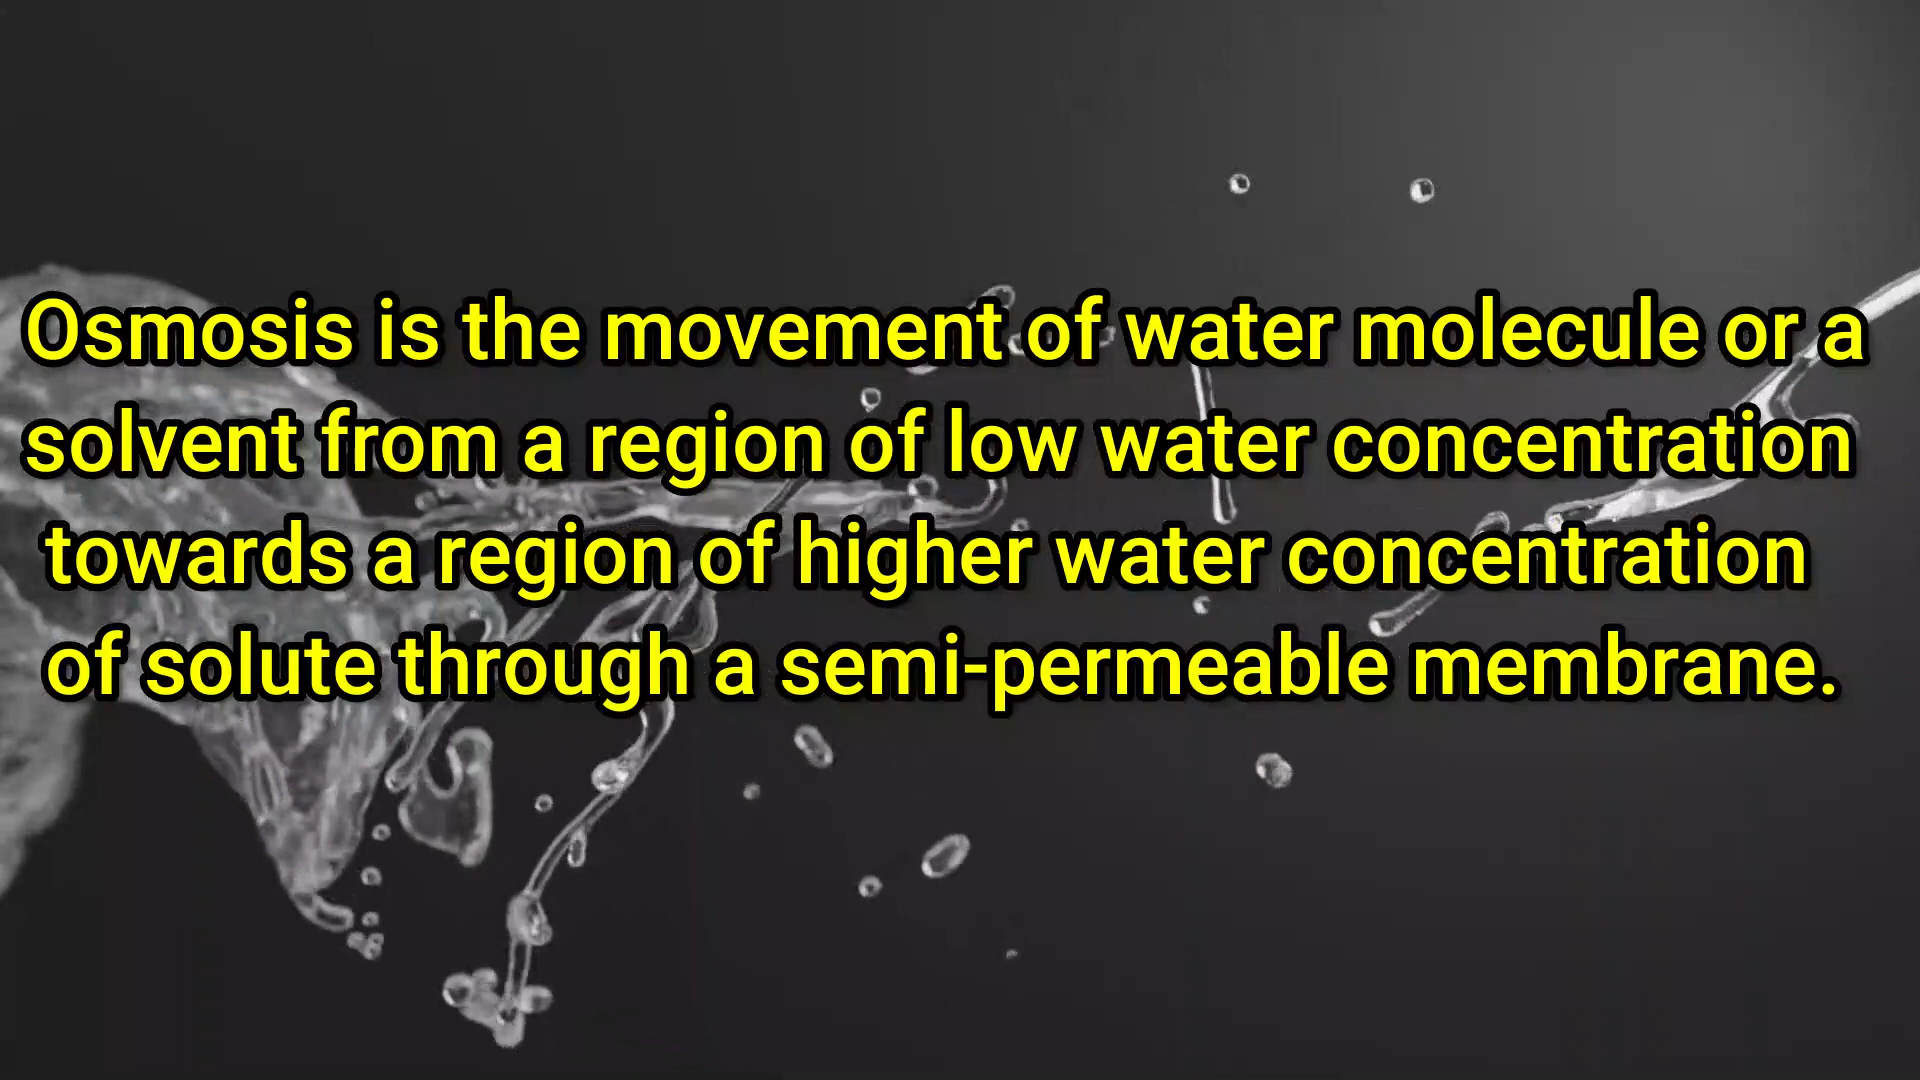 Osmosis is the movement of water molecule or a
solvent from a region of low water concentration
towards a region of higher water concentration
of solute through a semi-permeable membrane.